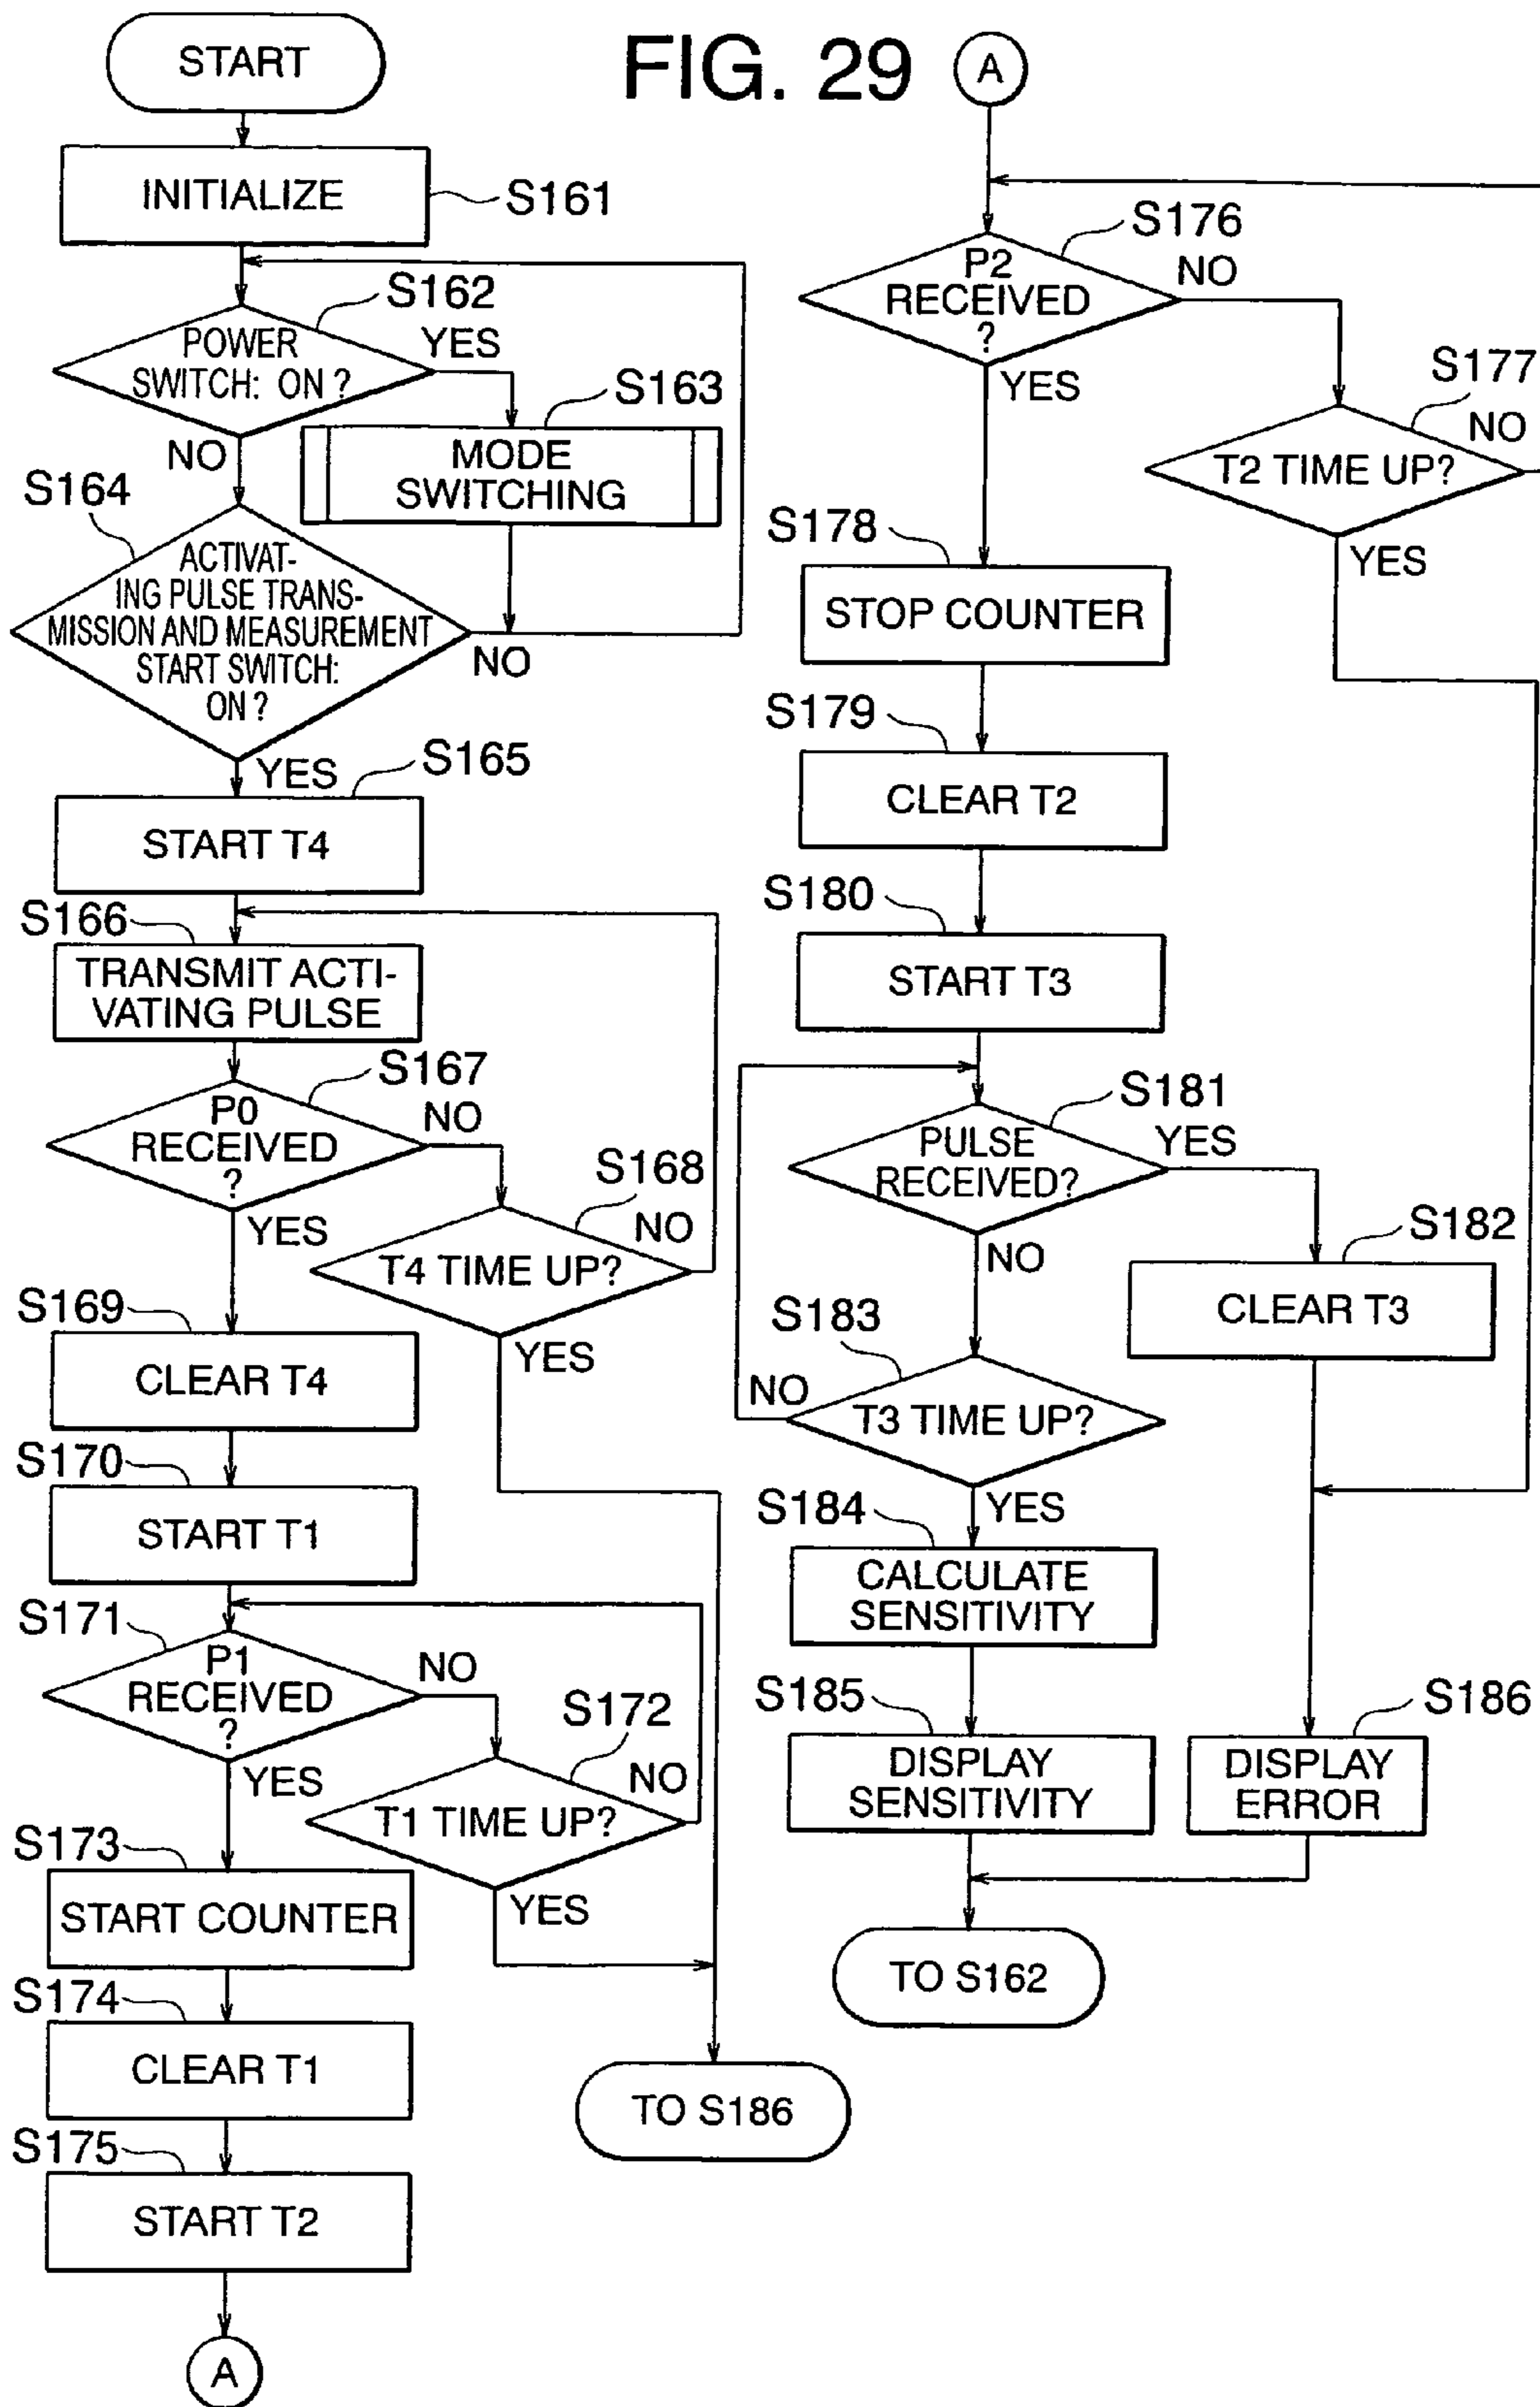 FIG. 29
START
INITIALIZE
S161
S162
POWER
SWITCH: ON ?
YES
NO
S163
MODE
SWITCHING
S164
ACTIVAT-
ING PULSE TRANS-
MISSION AND MEASUREMENT
START SWITCH:
ON ?
NO
YES
S165
START T4
S166
TRANSMIT ACTI-
VATING PULSE
S167
P0
RECEIVED
?
NO
YES
S168
T4 TIME UP?
NO
YES
S169
CLEAR T4
S170
START T1
S171
P1
RECEIVED
?
NO
YES
S172
T1 TIME UP?
NO
YES
S173
START COUNTER
S174
CLEAR T1
TO S186
S175
START T2
A
A
S176
P2
RECEIVED
?
NO
YES
S177
T2 TIME UP?
NO
YES
S178
STOP COUNTER
S179
CLEAR T2
S180
START T3
S181
PULSE
RECEIVED?
YES
NO
S182
CLEAR T3
S183
T3 TIME UP?
NO
YES
S184
CALCULATE
SENSITIVITY
S185
DISPLAY
SENSITIVITY
S186
DISPLAY
ERROR
TO S162